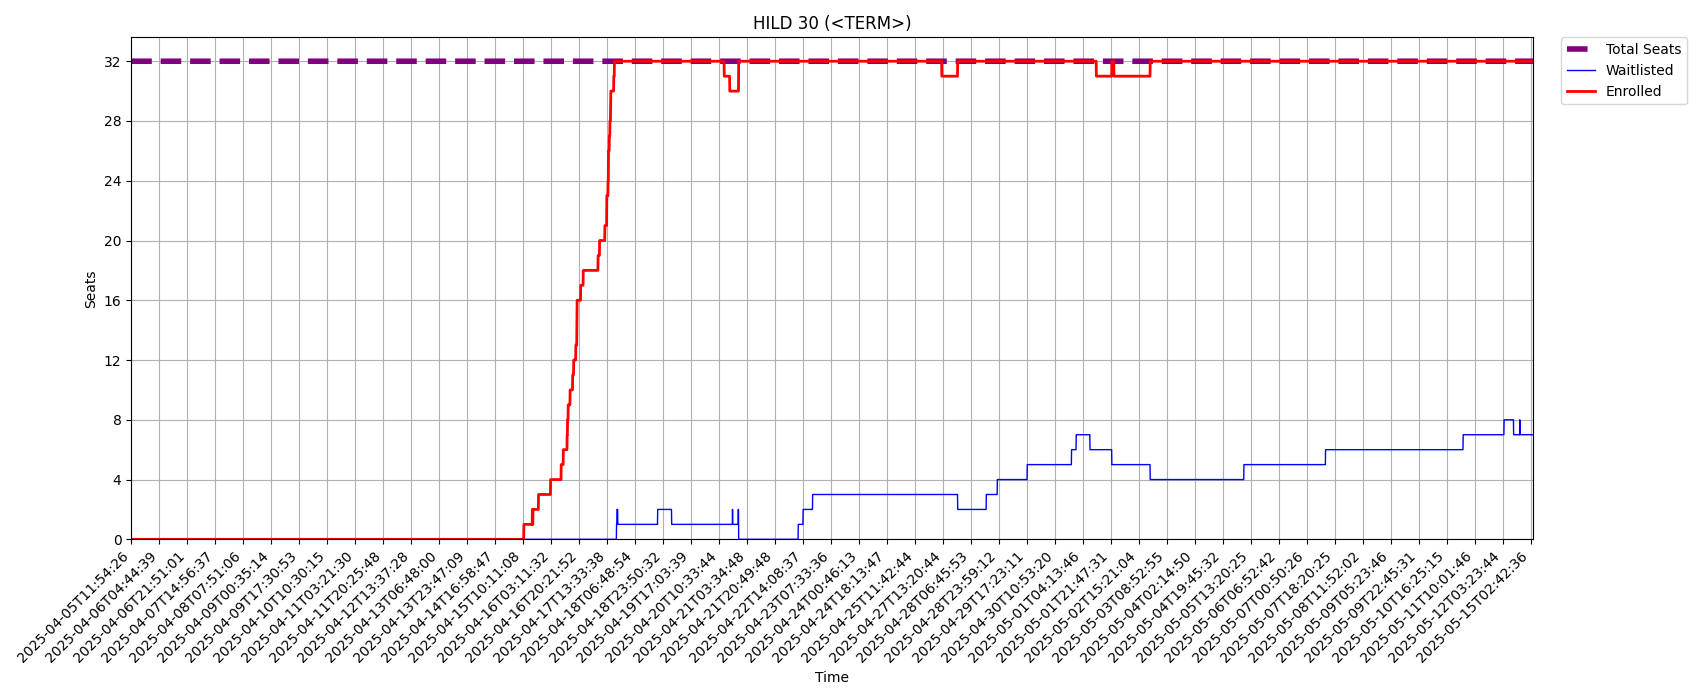 HILD 30 (<TERM>)
Total Seats
Waitlisted
Enrolled
Seats
32
28
24
20
16
12
8
4
0
2025-04-05T11:54:26
2025-04-06T04:44:39
2025-04-06T21:51:01
2025-04-07T14:56:37
2025-04-08T07:51:06
2025-04-09T00:35:14
2025-04-09T17:30:53
2025-04-10T10:30:15
2025-04-11T03:21:30
2025-04-11T20:25:48
2025-04-12T13:37:28
2025-04-13T06:48:00
2025-04-13T23:47:09
2025-04-14T16:58:47
2025-04-15T10:11:08
2025-04-16T03:11:32
2025-04-16T20:21:52
2025-04-17T13:33:38
2025-04-18T06:48:54
2025-04-18T23:50:32
2025-04-19T17:03:39
2025-04-20T10:33:44
2025-04-21T03:34:48
2025-04-21T20:49:48
2025-04-22T14:08:37
2025-04-23T07:33:36
2025-04-24T00:46:13
2025-04-24T18:13:47
2025-04-25T11:42:44
2025-04-27T13:20:44
2025-04-28T06:45:53
2025-04-28T23:59:12
2025-04-29T17:23:11
2025-04-30T10:53:20
2025-05-01T04:13:46
2025-05-01T21:47:31
2025-05-02T15:21:04
2025-05-03T08:52:55
2025-05-04T02:14:50
2025-05-04T19:45:32
2025-05-05T13:20:25
2025-05-06T06:52:42
2025-05-07T00:50:26
2025-05-07T18:20:25
2025-05-08T11:52:02
2025-05-09T05:23:46
2025-05-09T22:45:31
2025-05-10T16:25:15
2025-05-11T10:01:46
2025-05-12T03:23:44
2025-05-15T02:42:36
Time